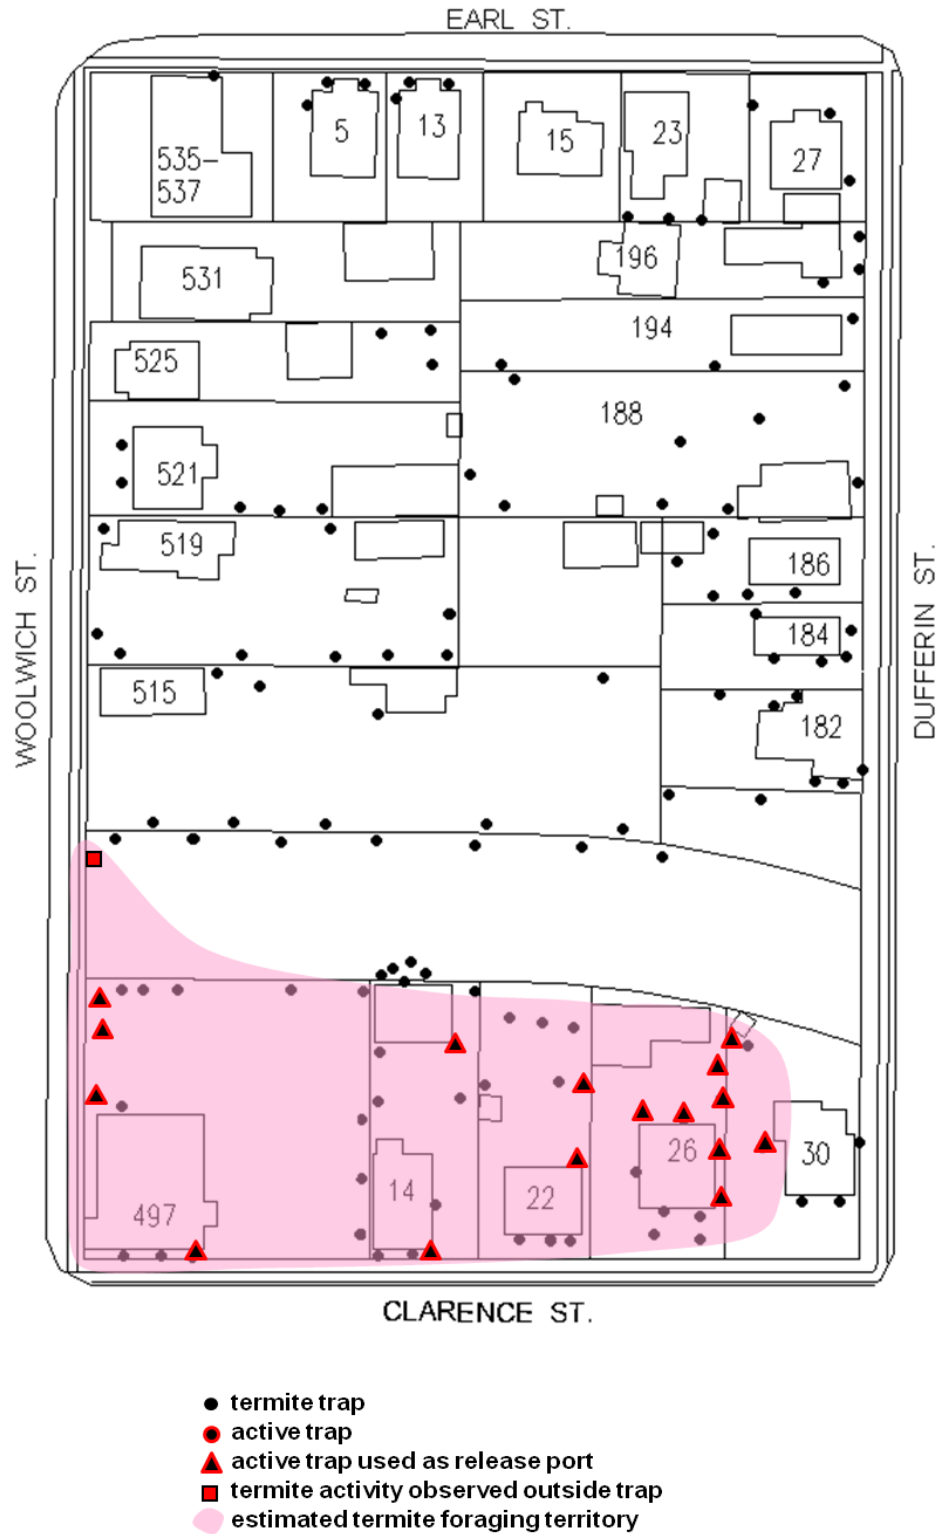 EARL ST.
5
13
15
23
27
535-
537
531
196
194
525
188
521
519
186
184
515
182
WOOLWICH ST.
DUFFERIN ST.
26
30
14
22
497
CLARENCE ST.
termite trap
active trap
active trap used as release port
termite activity observed outside trap
estimated termite foraging territory